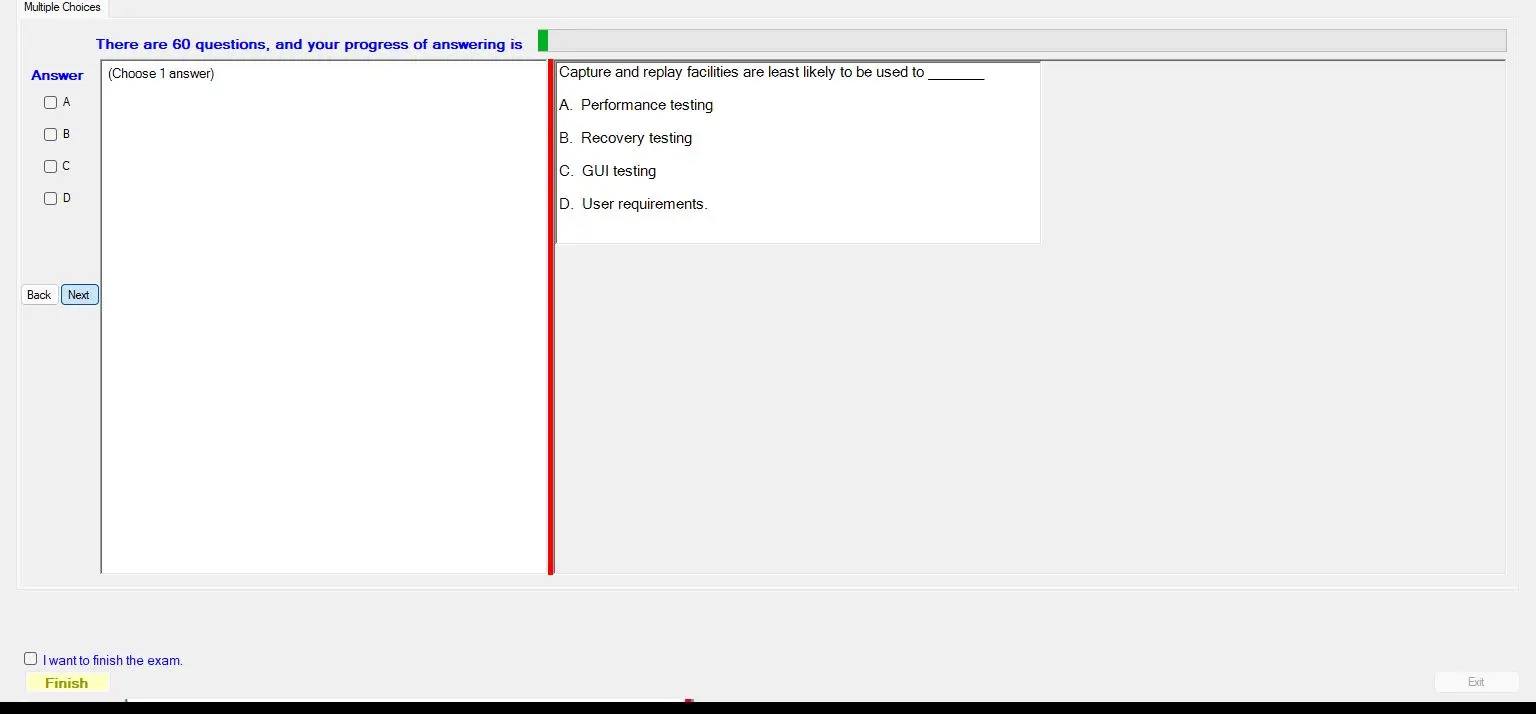 Multiple Choices
There are 60 questions, and your progress of answering is
Answer
(Choose 1 answer)
A
B
C
D
Back
Next
Capture and replay facilities are least likely to be used to _______
A. Performance testing
B. Recovery testing
C. GUI testing
D. User requirements.
I want to finish the exam.
Finish
Exit